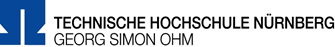 TECHNISCHE HOCHSCHULE NÜRNBERG
GEORG SIMON OHM